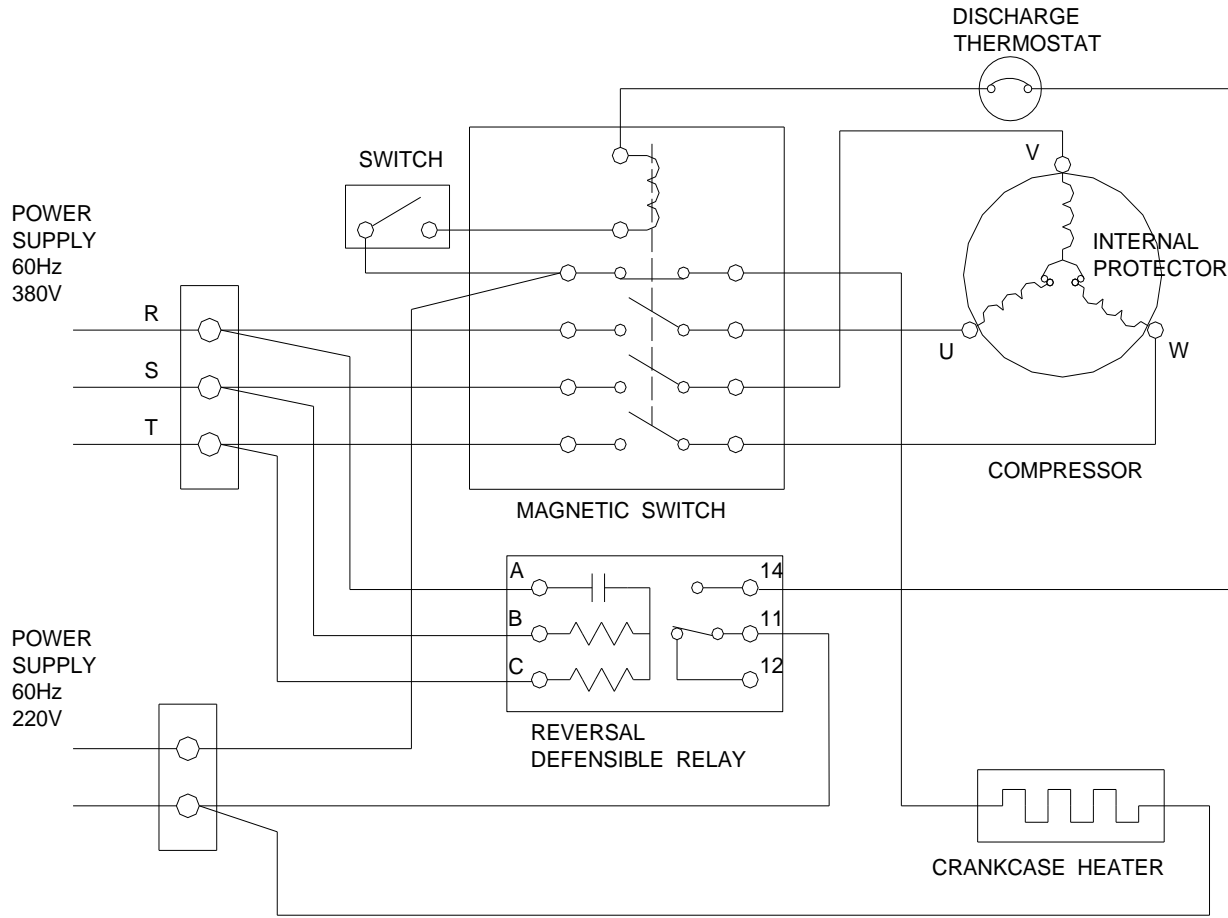 DISCHARGE
THERMOSTAT
SWITCH
V
POWER
SUPPLY
60Hz
380V
INTERNAL
PROTECTOR
R
U
W
S
T
COMPRESSOR
MAGNETIC SWITCH
A
14
B
11
C
12
POWER
SUPPLY
60Hz
220V
REVERSAL
DEFENSIBLE RELAY
CRANKCASE HEATER